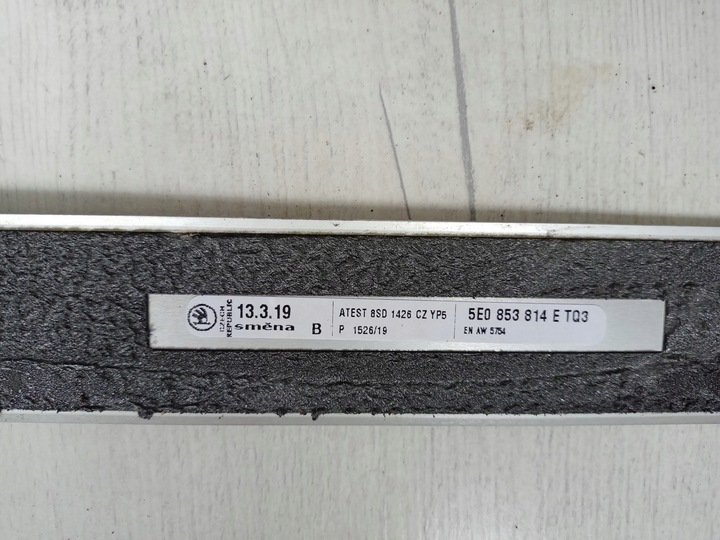 CZECH REPUBLIC
13.3.19
směna B
ATEST 8SD 1426 CZ YP5
P 1526/19
5E0 853 814 E TQ3
EN AW 5754